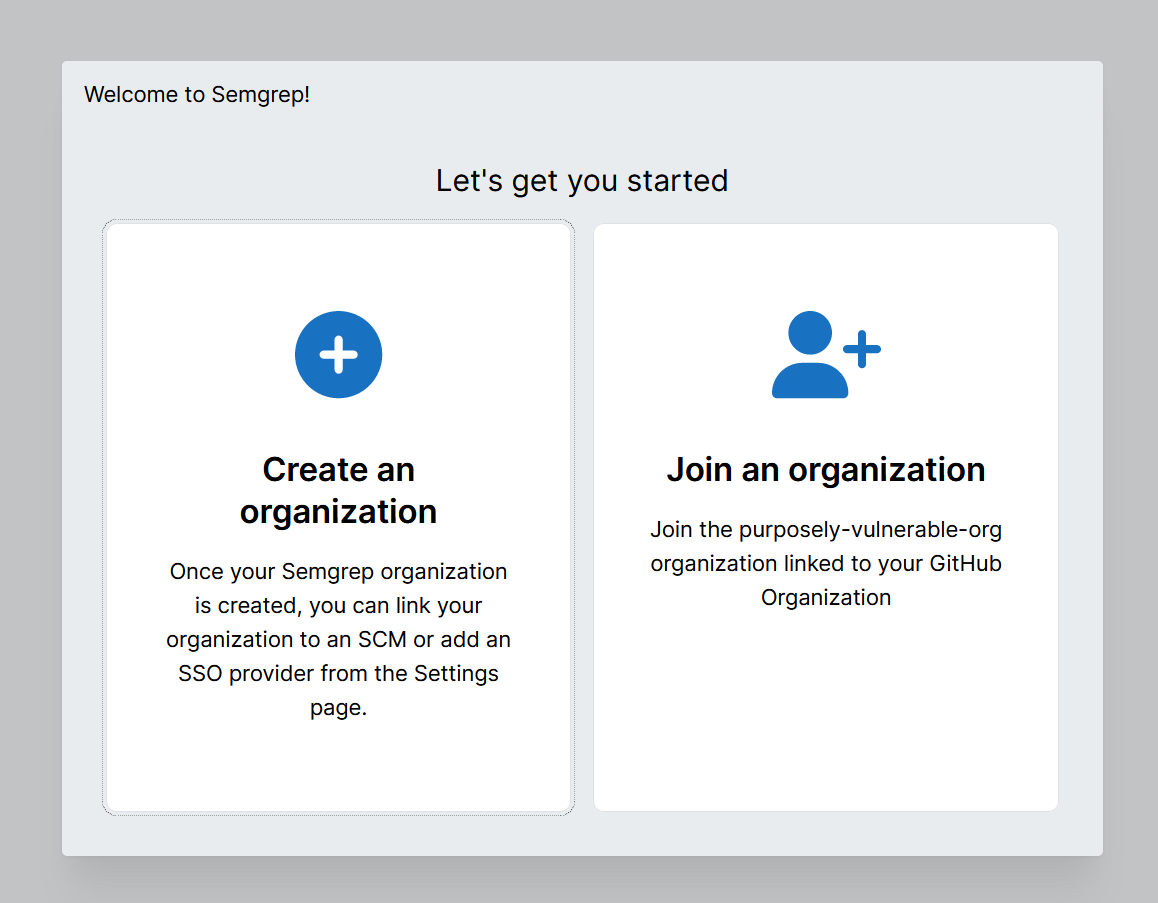 Welcome to Semgrep!
Let's get you started
Create an
organization
Once your Semgrep organization
is created, you can link your
organization to an SCM or add an
SSO provider from the Settings
page.
Join an organization
Join the purposely-vulnerable-org
organization linked to your GitHub
Organization